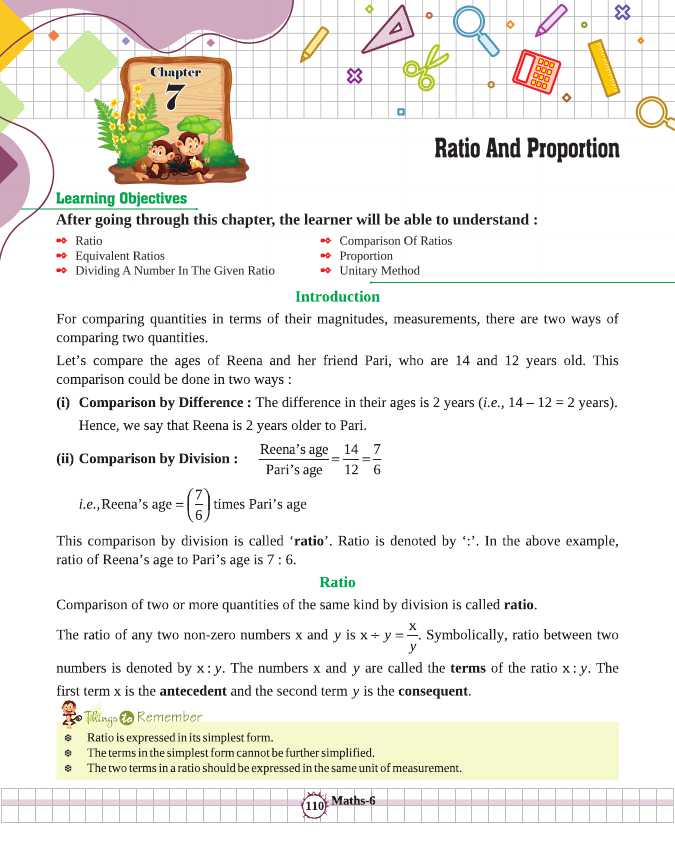 Chapter
7
Ratio And Proportion
Learning Objectives
After going through this chapter, the learner will be able to understand :
Ratio
Comparison Of Ratios
Equivalent Ratios
Proportion
Dividing A Number In The Given Ratio
Unitary Method
Introduction
For comparing quantities in terms of their magnitudes, measurements, there are two ways of
comparing two quantities.
Let's compare the ages of Reena and her friend Pari, who are 14 and 12 years old. This
comparison could be done in two ways :
(i) Comparison by Difference : The difference in their ages is 2 years (i.e., 14 – 12 = 2 years).
Hence, we say that Reena is 2 years older to Pari.
(ii) Comparison by Division : Reena's age / Pari's age = 14/12 = 7/6
i.e., Reena's age = (7/6) times Pari's age
This comparison by division is called ‘ratio’. Ratio is denoted by ‘:’. In the above example,
ratio of Reena's age to Pari's age is 7 : 6.
Ratio
Comparison of two or more quantities of the same kind by division is called ratio.
The ratio of any two non-zero numbers x and y is x ÷ y = x/y. Symbolically, ratio between two
numbers is denoted by x : y. The numbers x and y are called the terms of the ratio x : y. The
first term x is the antecedent and the second term y is the consequent.
Things to Remember
Ratio is expressed in its simplest form.
The terms in the simplest form cannot be further simplified.
The two terms in a ratio should be expressed in the same unit of measurement.
110 Maths-6